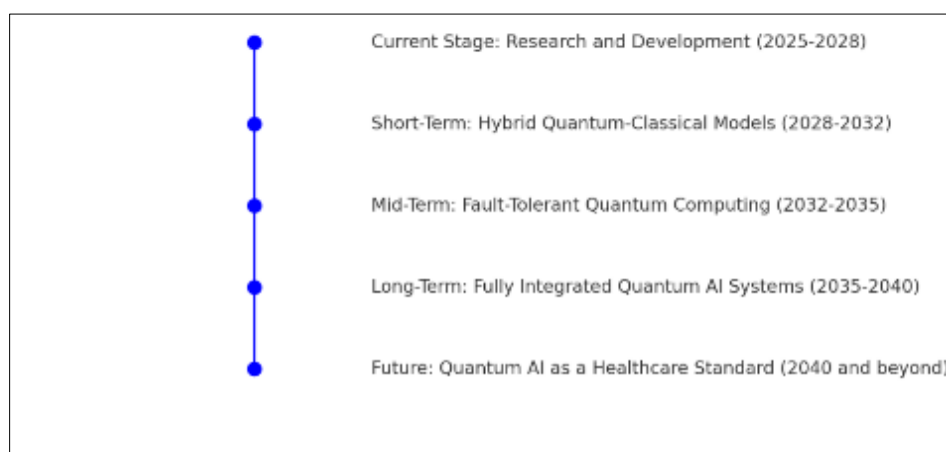 Current Stage: Research and Development (2025-2028)
Short-Term: Hybrid Quantum-Classical Models (2028-2032)
Mid-Term: Fault-Tolerant Quantum Computing (2032-2035)
Long-Term: Fully Integrated Quantum AI Systems (2035-2040)
Future: Quantum AI as a Healthcare Standard (2040 and beyond)